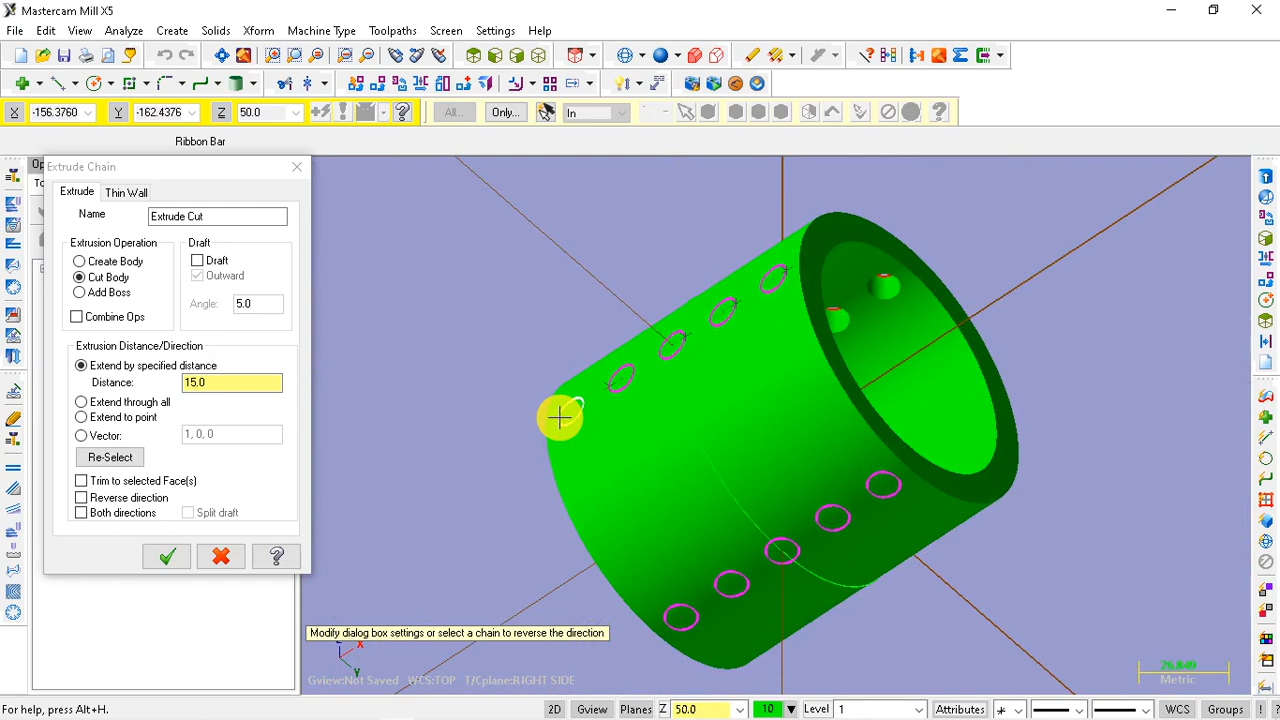 Mastercam Mill X5
File Edit View Analyze Create Solids Xform Machine Type Toolpaths Screen Settings Help
X -156.3760 Y -162.4376 Z 50.0 All... Only... In
Ribbon Bar
Extrude Chain
Extrude Thin Wall
Name Extrude Cut
Extrusion Operation
Create Body
Cut Body
Add Boss
Combine Ops
Draft
Draft
Outward
Angle: 5.0
Extrusion Distance/Direction
Extend by specified distance
Distance: 15.0
Extend through all
Extend to point
Vector: 1, 0, 0
Re-Select
Trim to selected Face(s)
Reverse direction
Both directions Split draft
Modify dialog box settings or select a chain to reverse the direction
X
Y
Gview:Not Saved WCS:TOP T/Cplane:RIGHT SIDE
26.849
Metric
For help, press Alt+H.
2D Gview Planes Z 50.0 10 Level 1 Attributes WCS Groups